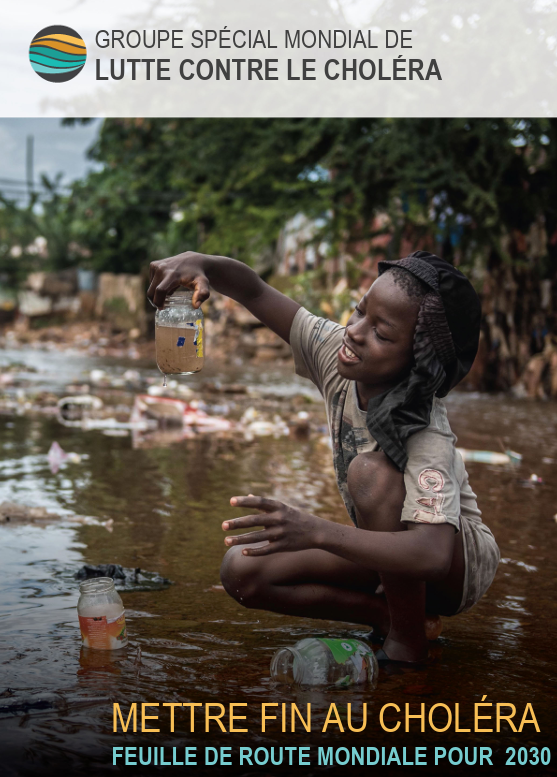 GROUPE SPÉCIAL MONDIAL DE
LUTTE CONTRE LE CHOLÉRA
METTRE FIN AU CHOLÉRA
FEUILLE DE ROUTE MONDIALE POUR 2030